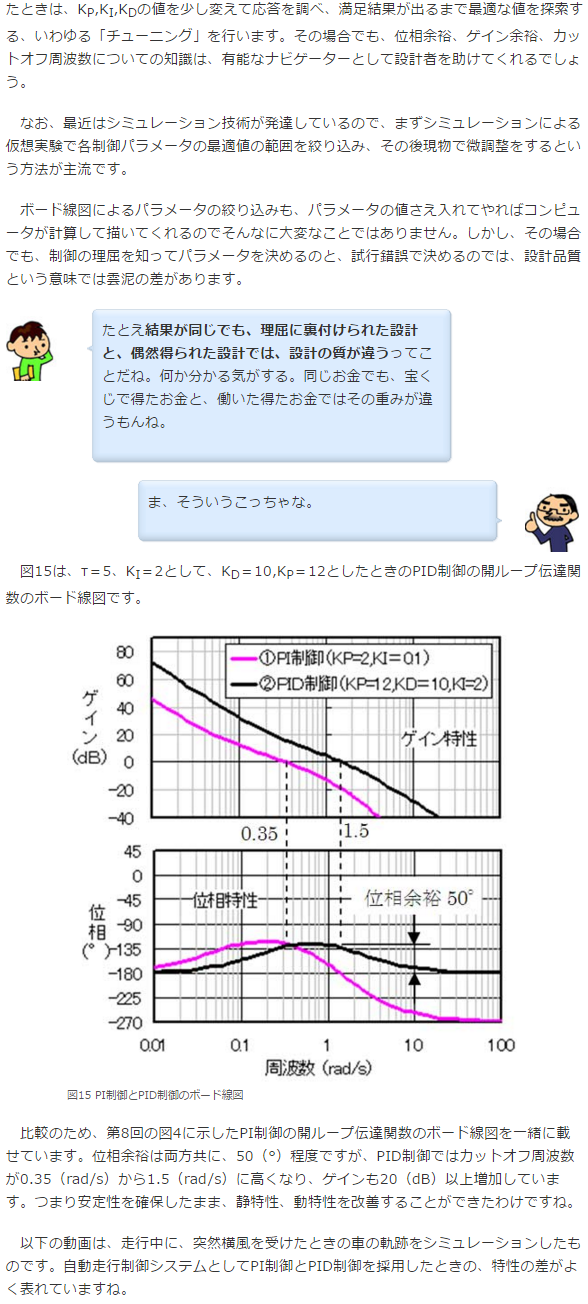 たときは、KP,KI,KDの値を少し変えて応答を調べ、満足結果が出るまで最適な値を探索す
る、いわゆる「チューニング」を行います。その場合でも、位相余裕、ゲイン余裕、カッ
トオフ周波数についての知識は、有能なナビゲーターとして設計者を助けてくれるでしょ
う。
なお、最近はシミュレーション技術が発達しているので、まずシミュレーションによる
仮想実験で各制御パラメータの最適値の範囲を絞り込み、その後現物で微調整をするとい
う方法が主流です。
ボード線図によるパラメータの絞り込みも、パラメータの値さえ入れてやればコンピュ
ータが計算して描いてくれるのでそんなに大変なことではありません。しかし、その場合
でも、制御の理屈を知ってパラメータを決めるのと、試行錯誤で決めるのでは、設計品質
という意味では雲泥の差があります。
たとえ結果が同じでも、理屈に裏付けられた設計
と、偶然得られた設計では、設計の質が違うってこ
とだね。何か分かる気がする。同じお金でも、宝く
じで得たお金と、働いた得たお金ではその重みが違
うもんね。
ま、そういうこっちゃな。
図15は、τ＝5、KI＝2として、KD＝10,KP＝12としたときのPID制御の開ループ伝達関
数のボード線図です。
80
60
40
20
0
-20
-40
ゲイン
(dB)
①PI制御(KP=2,KI=0.1)
②PID制御(KP=12,KD=10,KI=2)
ゲイン特性
0.35
1.5
45
0
-45
-90
-135
-180
-225
-270
位相
(°)
位相特性
位相余裕 50°
0.01
0.1
1
10
100
周波数 (rad/s)
図15 PI制御とPID制御のボード線図
比較のため、第8回の図4に示したPI制御の開ループ伝達関数のボード線図を一緒に載
せています。位相余裕は両方共に、50（°）程度ですが、PID制御ではカットオフ周波数
が0.35（rad/s）から1.5（rad/s）に高くなり、ゲインも20（dB）以上増加していま
す。つまり安定性を確保したまま、静特性、動特性を改善することができたわけですね。
以下の動画は、走行中に、突然横風を受けたときの車の軌跡をシミュレーションしたも
のです。自動走行制御システムとしてPI制御とPID制御を採用したときの、特性の差がよ
く表れていますね。